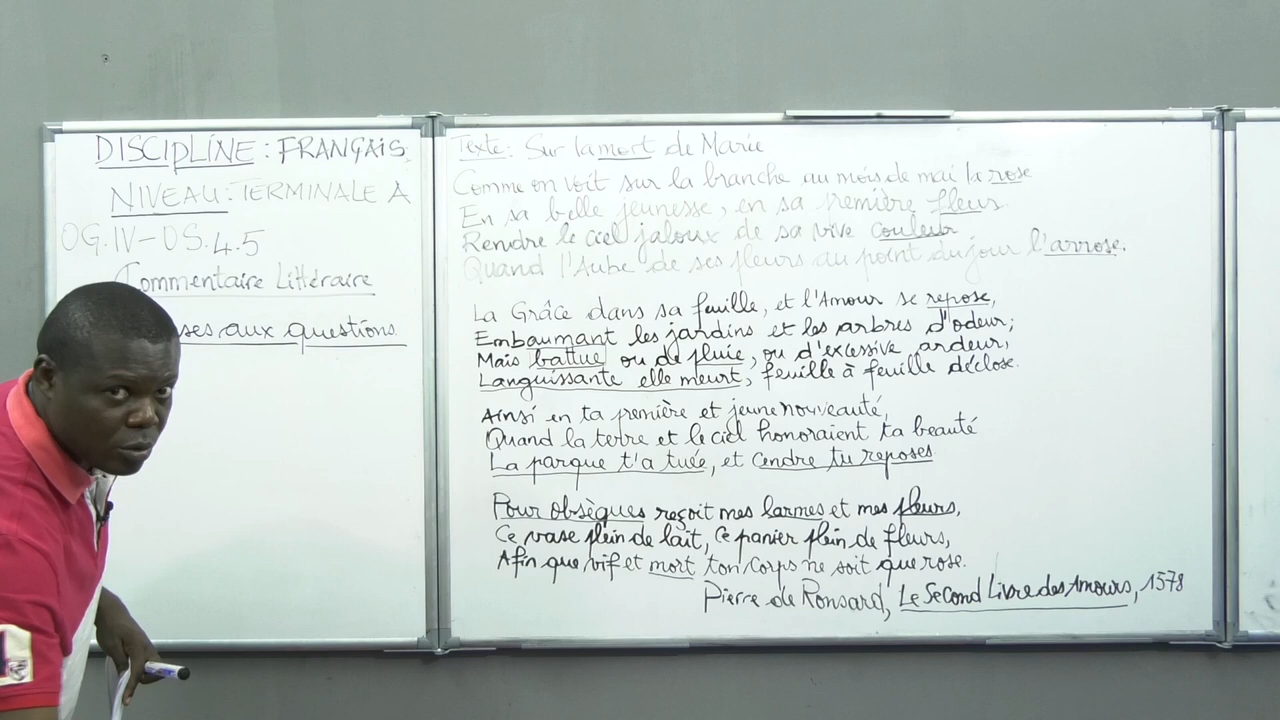 DISCIPLINE : FRANÇAIS
NIVEAU : TERMINALE A
OG.IV-OS.4.5
Commentaire Littéraire
ses aux questions
Texte : Sur la mort de Marie
Comme on voit sur la branche au mois de mai la rose
En sa belle jeunesse, en sa première fleur
Rendre le ciel jaloux de sa vive couleur
Quand l'Aube de ses fleurs au point du jour l'arrose.
La Grâce dans sa feuille, et l'Amour se repose,
Embaumant les jardins et les arbres d'odeur;
Mais battue ou de pluie, ou d'excessive ardeur,
Languissante elle meurt, feuille à feuille déclose.
Ainsi en ta première et jeune nouveauté,
Quand la terre et le ciel honoraient ta beauté
La parque t'a tuée, et cendre tu reposes
Pour obsèques reçoit mes larmes et mes pleurs,
Ce vase plein de lait, ce panier plein de fleurs,
Afin que vif et mort ton corps ne soit que rose.
Pierre de Ronsard, Le Second Livre des Amours, 1578